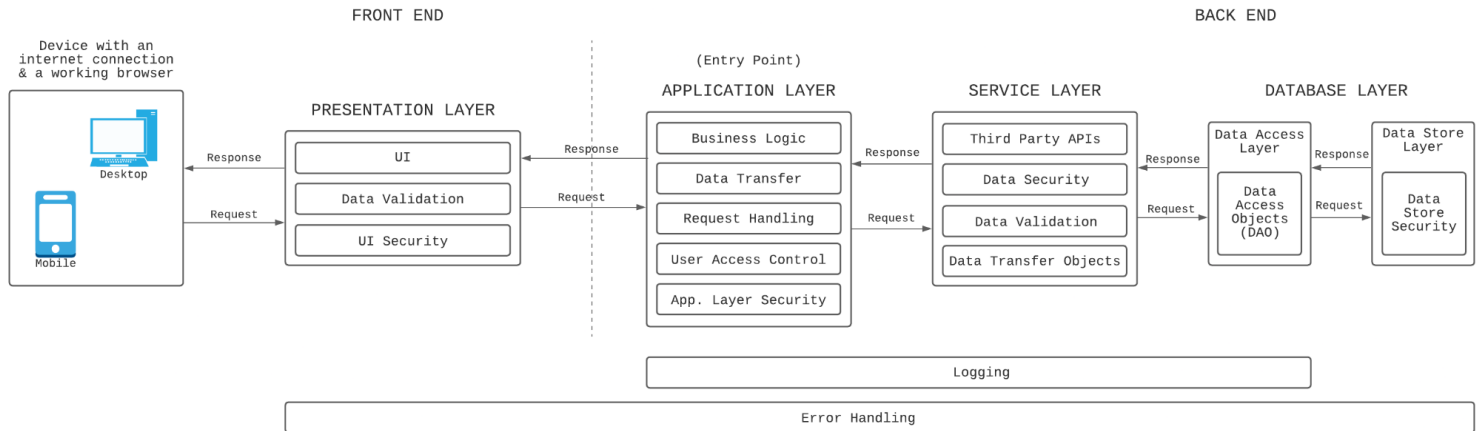 FRONT END
BACK END
Device with an
internet connection
& a working browser
Desktop
Mobile
Response
Request
PRESENTATION LAYER
UI
Data Validation
UI Security
Response
Request
(Entry Point)
APPLICATION LAYER
Business Logic
Data Transfer
Request Handling
User Access Control
App. Layer Security
Response
Request
SERVICE LAYER
Third Party APIs
Data Security
Data Validation
Data Transfer Objects
Response
Request
DATABASE LAYER
Data Access
Layer
Data
Access
Objects
(DAO)
Response
Request
Data Store
Layer
Data
Store
Security
Logging
Error Handling